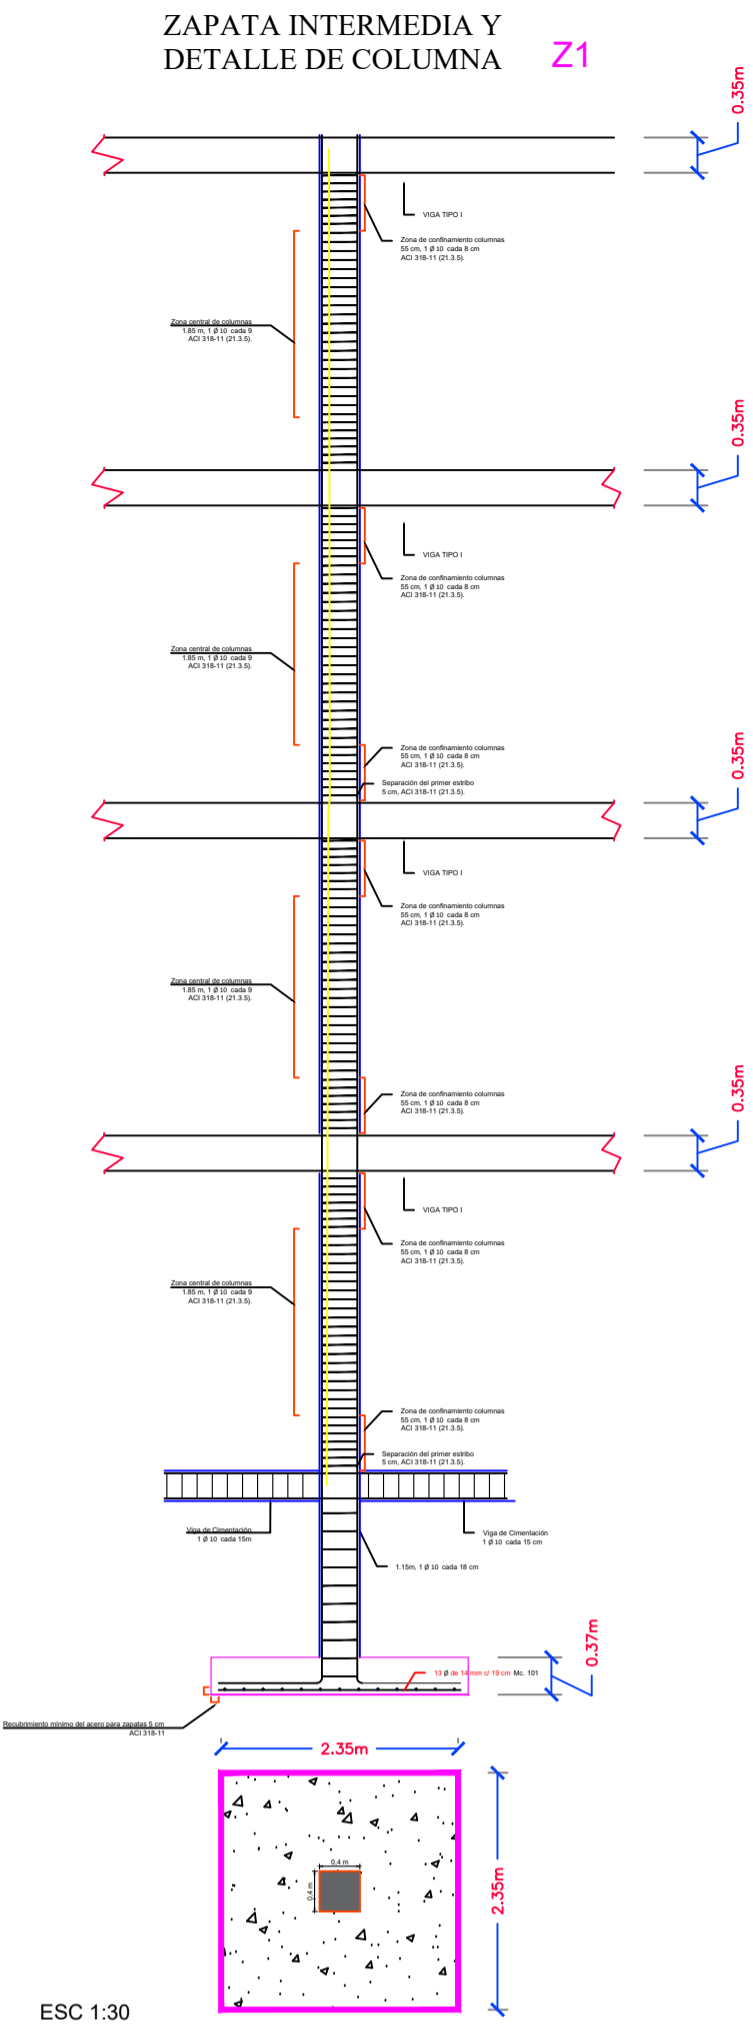 ZAPATA INTERMEDIA Y
DETALLE DE COLUMNA
Z1
0.35m
VIGA TIPO I
Zona de confinamiento columnas
55 cm, 1 Ø 10 cada 8 cm
ACI 318-11 (21.3.5).
Zona central de columnas
1.85 m, 1 Ø 10 cada 9
ACI 318-11 (21.3.5).
0.35m
VIGA TIPO I
Zona de confinamiento columnas
55 cm, 1 Ø 10 cada 8 cm
ACI 318-11 (21.3.5).
Zona central de columnas
1.85 m, 1 Ø 10 cada 9
ACI 318-11 (21.3.5).
Zona de confinamiento columnas
55 cm, 1 Ø 10 cada 8 cm
ACI 318-11 (21.3.5).
Separación del primer estribo
5 cm, ACI 318-11 (21.3.5).
0.35m
VIGA TIPO I
Zona de confinamiento columnas
55 cm, 1 Ø 10 cada 8 cm
ACI 318-11 (21.3.5).
Zona central de columnas
1.85 m, 1 Ø 10 cada 9
ACI 318-11 (21.3.5).
Zona de confinamiento columnas
55 cm, 1 Ø 10 cada 8 cm
ACI 318-11 (21.3.5).
0.35m
VIGA TIPO I
Zona de confinamiento columnas
55 cm, 1 Ø 10 cada 8 cm
ACI 318-11 (21.3.5).
Zona central de columnas
1.85 m, 1 Ø 10 cada 9
ACI 318-11 (21.3.5).
Zona de confinamiento columnas
55 cm, 1 Ø 10 cada 8 cm
ACI 318-11 (21.3.5).
Separación del primer estribo
5 cm, ACI 318-11 (21.3.5).
Viga de Cimentación
1 Ø 10 cada 15m
Viga de Cimentación
1 Ø 10 cada 15 cm
1.15m, 1 Ø 10 cada 18 cm
0.37m
13 Ø de 14 mm c/ 19 cm Mc. 101
Recubrimiento mínimo del acero para zapatas 5 cm
ACI 318-11
2.35m
0,4 m
0,4 m
2.35m
ESC 1:30